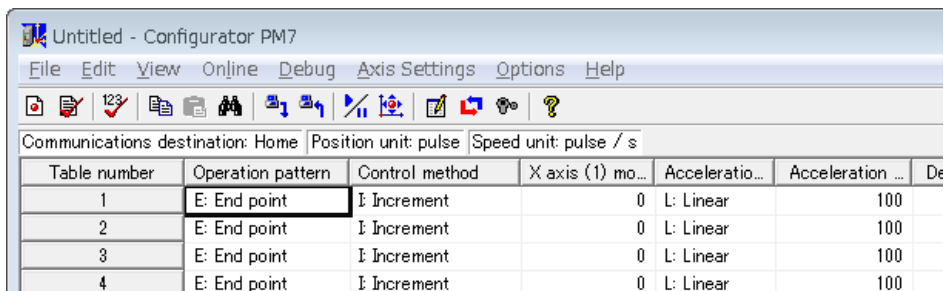 Untitled - Configurator PM7
File Edit View Online Debug Axis Settings Options Help
123
Communications destination: Home Position unit: pulse Speed unit: pulse / s
Table number Operation pattern Control method X axis (1) mo... Acceleratio... Acceleration ... De
1 E: End point I: Increment 0 L: Linear 100
2 E: End point I: Increment 0 L: Linear 100
3 E: End point I: Increment 0 L: Linear 100
4 E: End point I: Increment 0 L: Linear 100